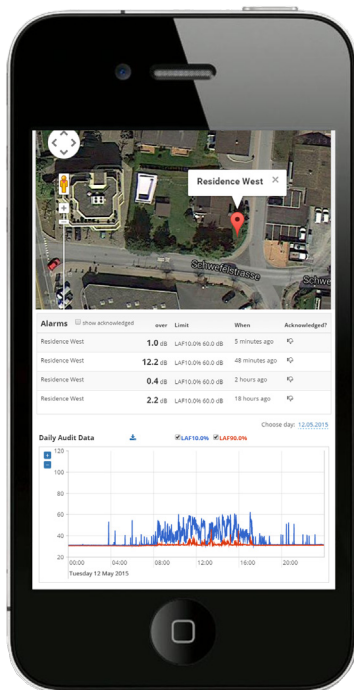 Residence West ×
Schwefelstrasse
Schwe
Alarms show acknowledged over Limit When Acknowledged?
Residence West 1.0 dB LAF10.0% 60.0 dB 5 minutes ago
Residence West 12.2 dB LAF10.0% 60.0 dB 48 minutes ago
Residence West 0.4 dB LAF10.0% 60.0 dB 2 hours ago
Residence West 2.2 dB LAF10.0% 60.0 dB 18 hours ago
Choose day: 12.05.2015
Daily Audit Data LAF10.0% LAF90.0%
120
100
80
60
40
20
00:00 04:00 08:00 12:00 16:00 20:00
Tuesday 12 May 2015